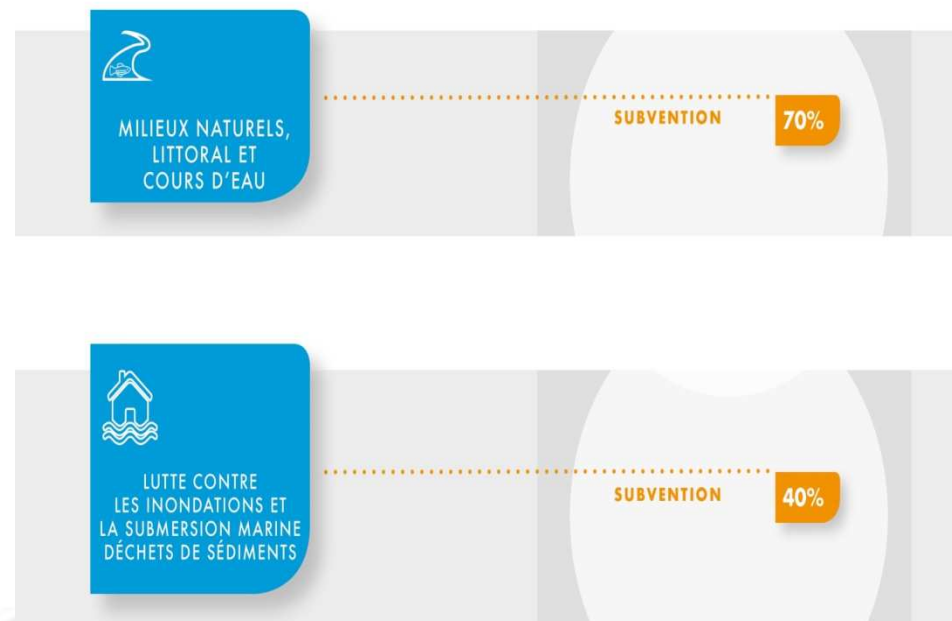 MILIEUX NATURELS,
LITTORAL ET
COURS D'EAU
SUBVENTION
70%
LUTTE CONTRE
LES INONDATIONS ET
LA SUBMERSION MARINE
DÉCHETS DE SÉDIMENTS
SUBVENTION
40%